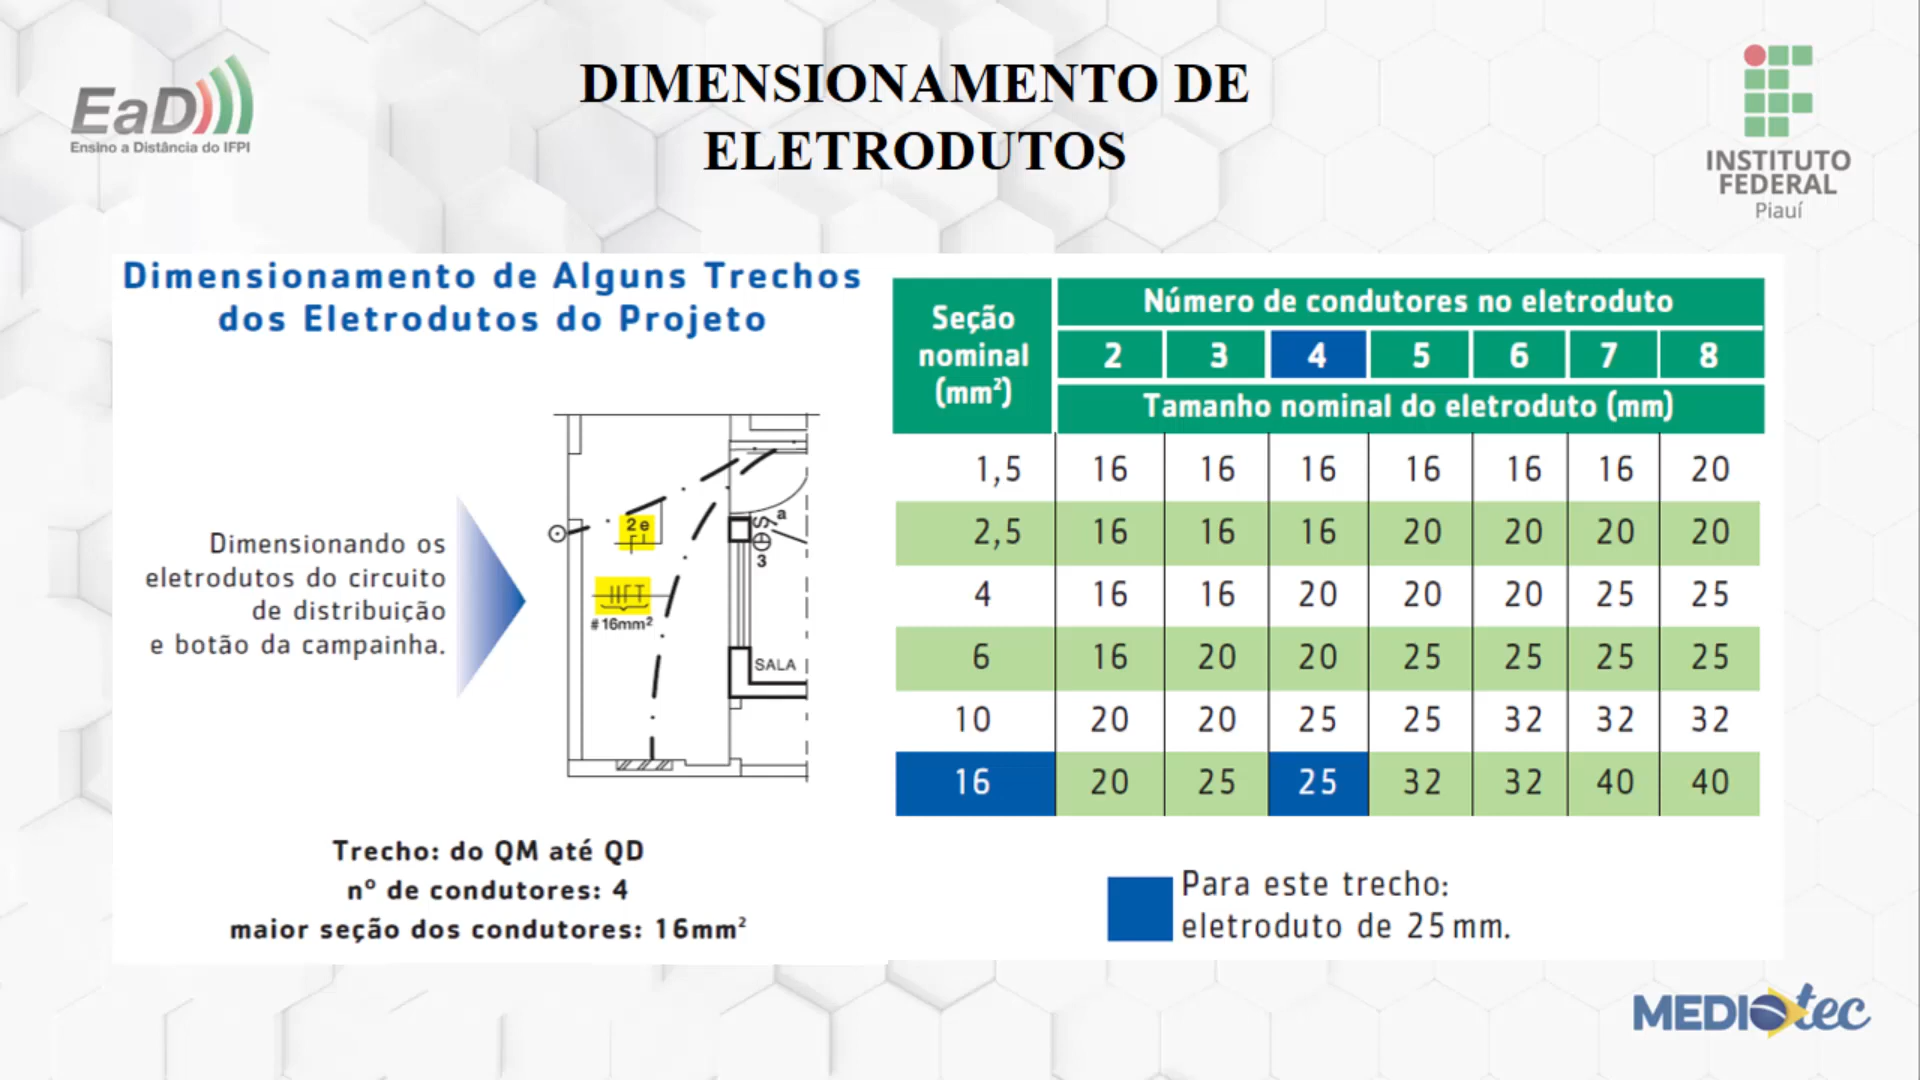 EaD
Ensino a Distância do IFPI
DIMENSIONAMENTO DE
ELETRODUTOS
INSTITUTO
FEDERAL
Piauí
Dimensionamento de Alguns Trechos
dos Eletrodutos do Projeto
Dimensionando os
eletrodutos do circuito
de distribuição
e botão da campainha.
2 e
a
S
3
#16mm²
SALA
Trecho: do QM até QD
nº de condutores: 4
maior seção dos condutores: 16mm²
Seção
nominal
(mm²)
Número de condutores no eletroduto
2 3 4 5 6 7 8
Tamanho nominal do eletroduto (mm)
1,5 16 16 16 16 16 16 20
2,5 16 16 16 20 20 20 20
4 16 16 20 20 20 25 25
6 16 20 20 25 25 25 25
10 20 20 25 25 32 32 32
16 20 25 25 32 32 40 40
Para este trecho:
eletroduto de 25 mm.
MEDIOtec